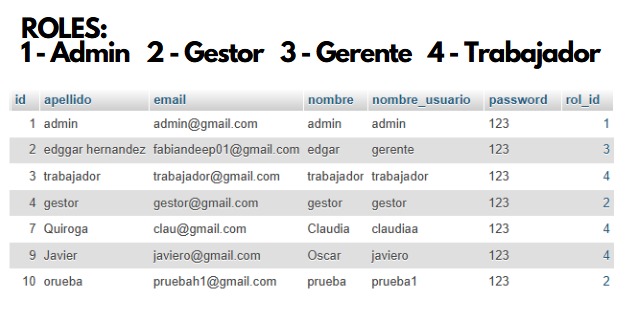 ROLES:
1 - Admin 2 - Gestor 3 - Gerente 4 - Trabajador
id apellido email nombre nombre_usuario password rol_id
1 admin admin@gmail.com admin admin 123 1
2 edggar hernandez fabiandeep01@gmail.com edgar gerente 123 3
3 trabajador trabajador@gmail.com trabajador trabajador 123 4
4 gestor gestor@gmail.com gestor gestor 123 2
7 Quiroga clau@gmail.com Claudia claudiaa 123 4
9 Javier javiero@gmail.com Oscar javiero 123 4
10 orueba pruebah1@gmail.com prueba prueba1 123 2